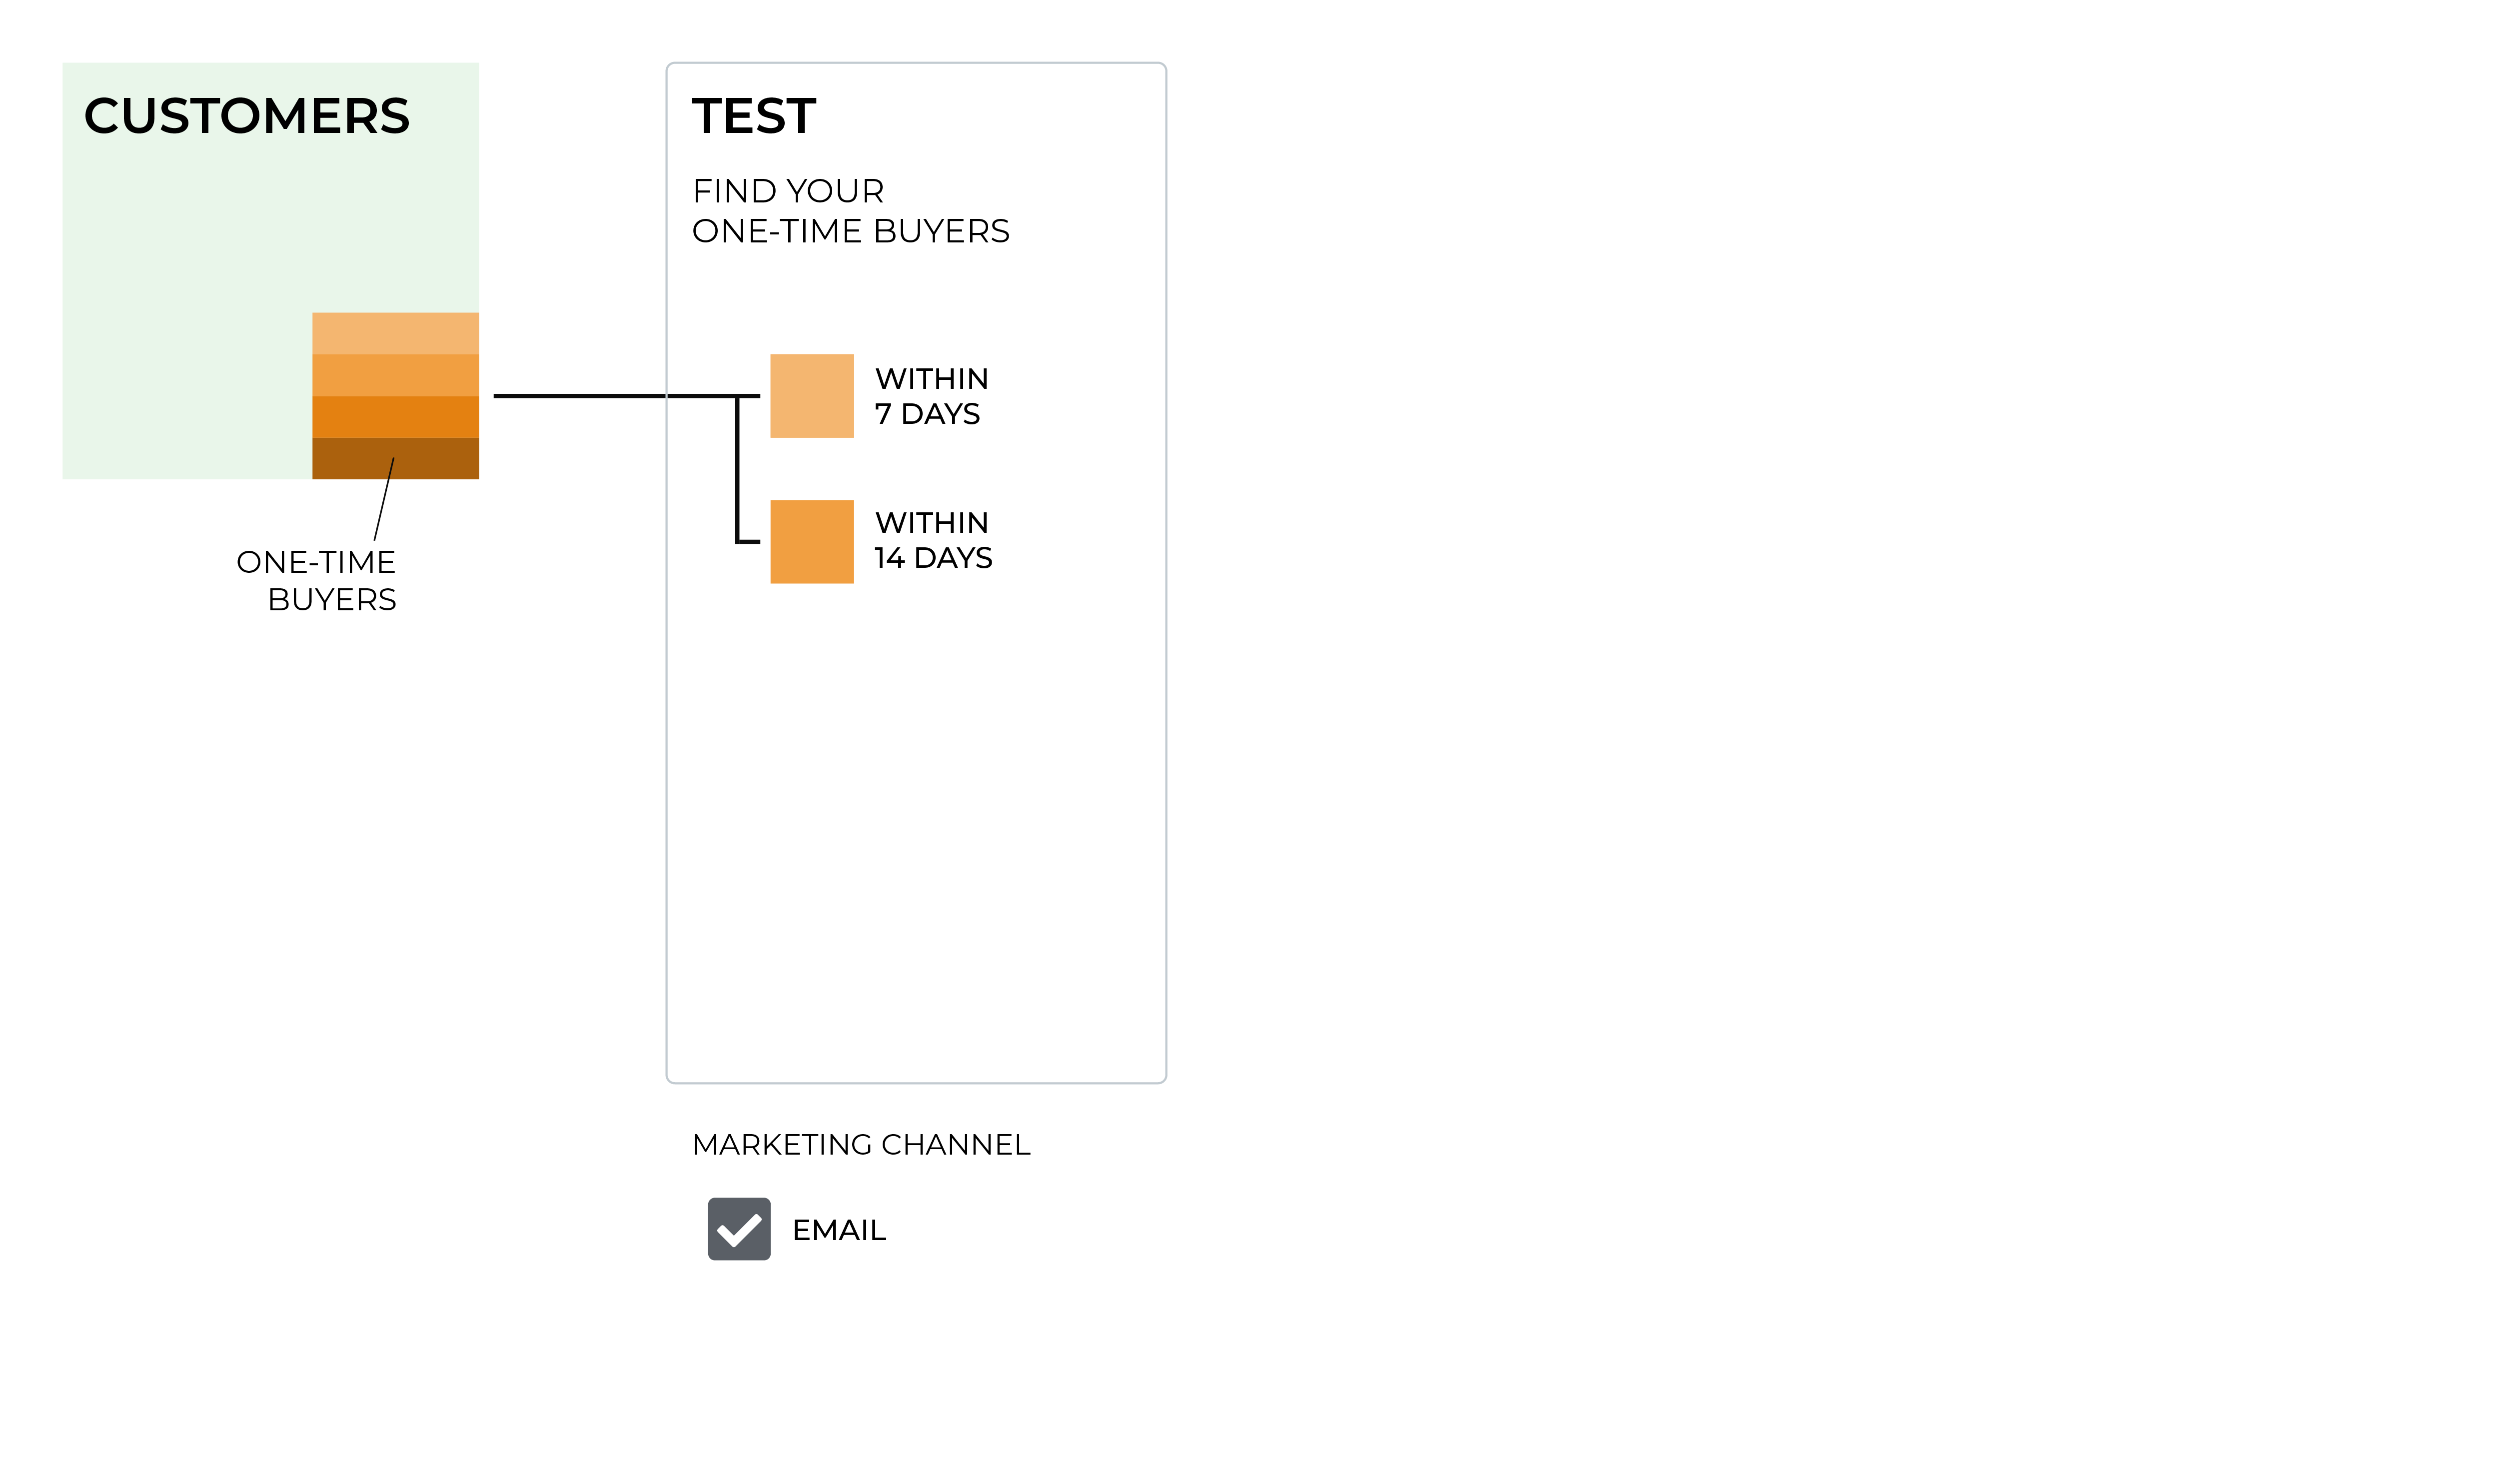 CUSTOMERS
ONE-TIME
BUYERS
TEST
FIND YOUR
ONE-TIME BUYERS
WITHIN
7 DAYS
WITHIN
14 DAYS
MARKETING CHANNEL
EMAIL